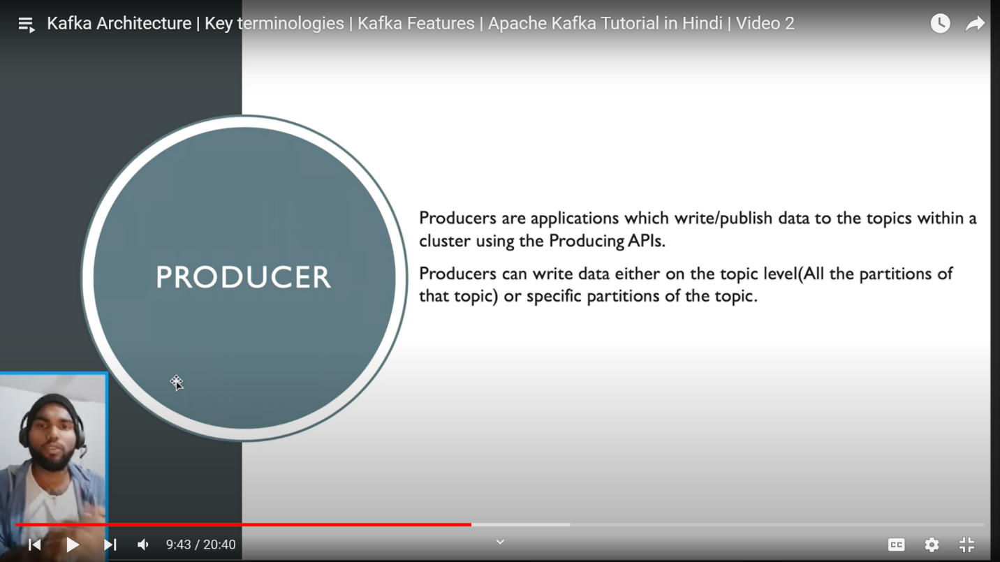 Kafka Architecture | Key terminologies | Kafka Features | Apache Kafka Tutorial in Hindi | Video 2
PRODUCER
Producers are applications which write/publish data to the topics within a
cluster using the Producing APIs.
Producers can write data either on the topic level(All the partitions of
that topic) or specific partitions of the topic.
9:43 / 20:40
CC